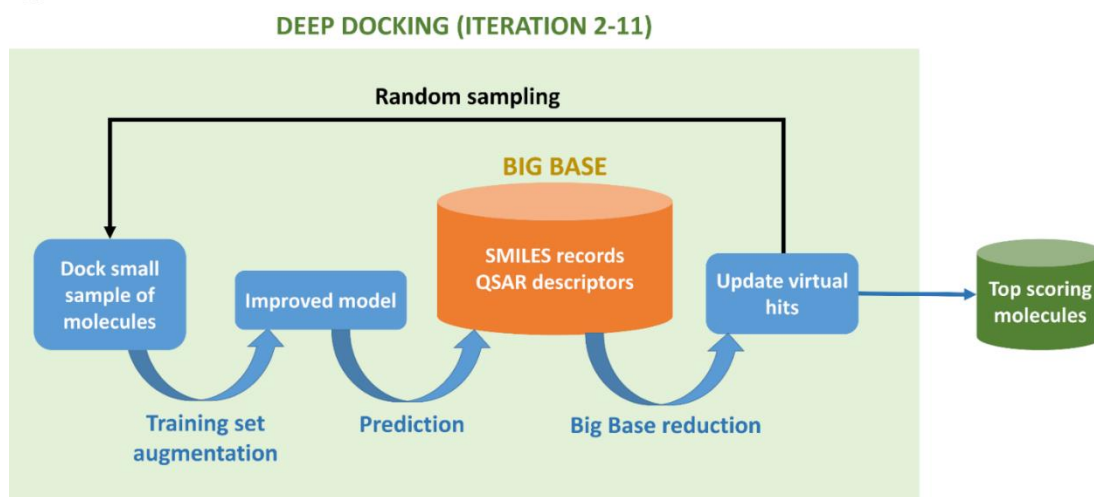 DEEP DOCKING (ITERATION 2-11)
Random sampling
BIG BASE
SMILES records
QSAR descriptors
Dock small
sample of
molecules
Improved model
Update virtual
hits
Top scoring
molecules
Training set
augmentation
Prediction
Big Base reduction